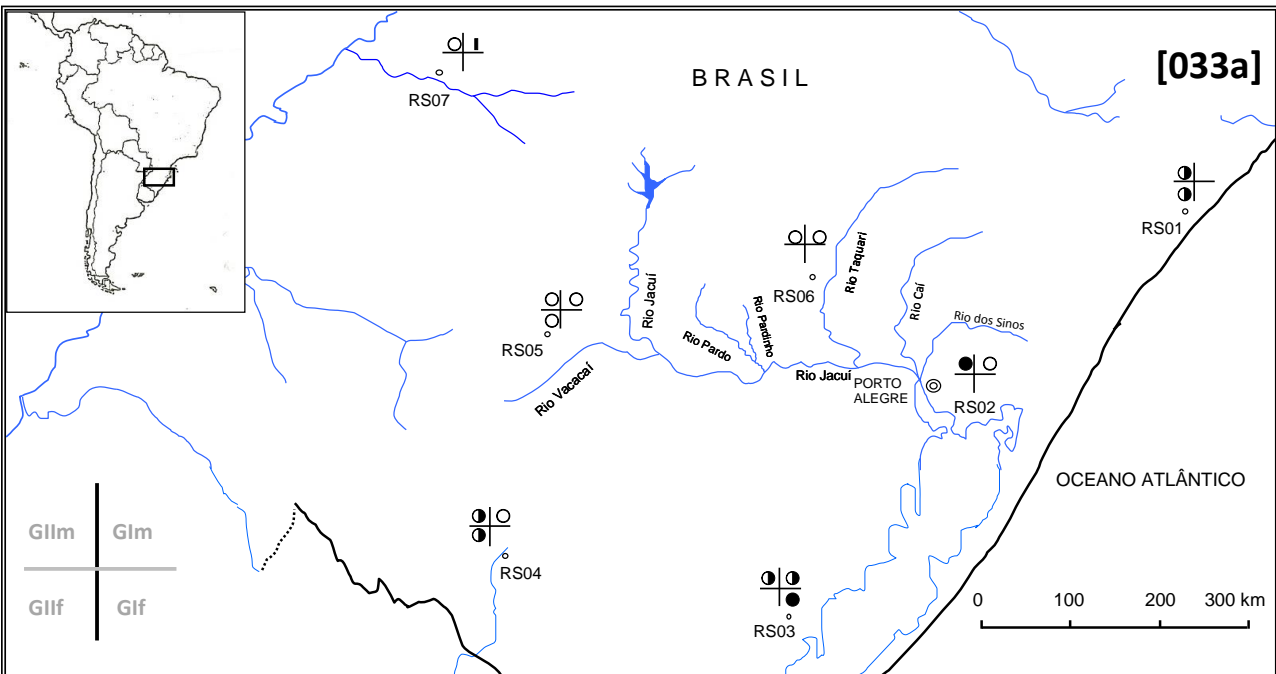 [033a]
BRASIL
RS07
RS01
Rio Taquari
RS06
Rio Caí
Rio Jacuí
Rio dos Sinos
Rio Pardinho
RS05
Rio Pardo
Rio Vacacaí
Rio Jacuí
PORTO
ALEGRE
RS02
OCEANO ATLÂNTICO
GIIm GIm
GIIf GIf
RS04
RS03
0 100 200 300 km